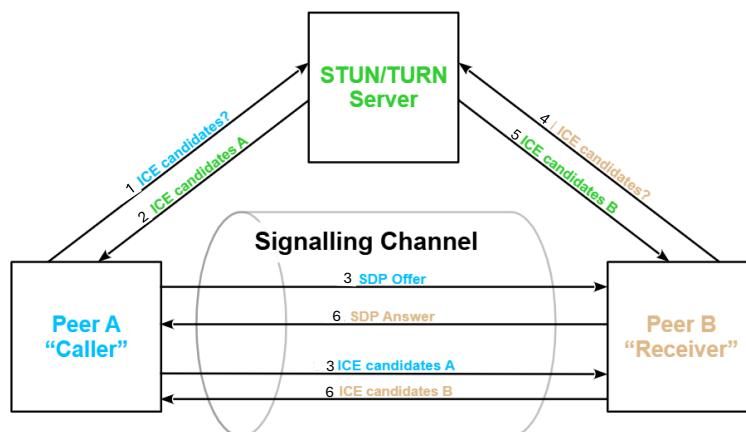 STUN/TURN
Server
1 ICE candidates?
2 ICE candidates A
4 ICE candidates?
5 ICE candidates B
Signalling Channel
Peer A
“Caller”
3 SDP Offer
6 SDP Answer
3 ICE candidates A
6 ICE candidates B
Peer B
“Receiver”